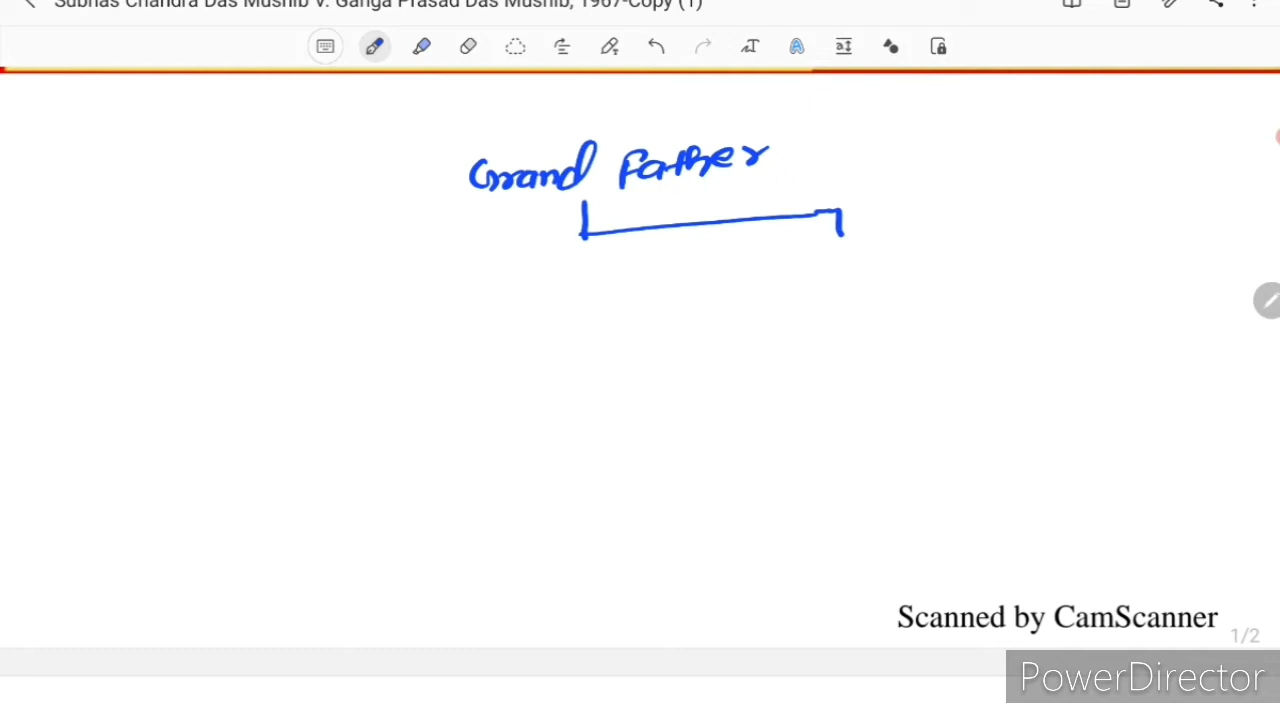 Subhas Chandra Das Mushib V. Ganga Prasad Das Mushib, 1967-Copy (1)
Grand Father
Scanned by CamScanner
1/2
PowerDirector